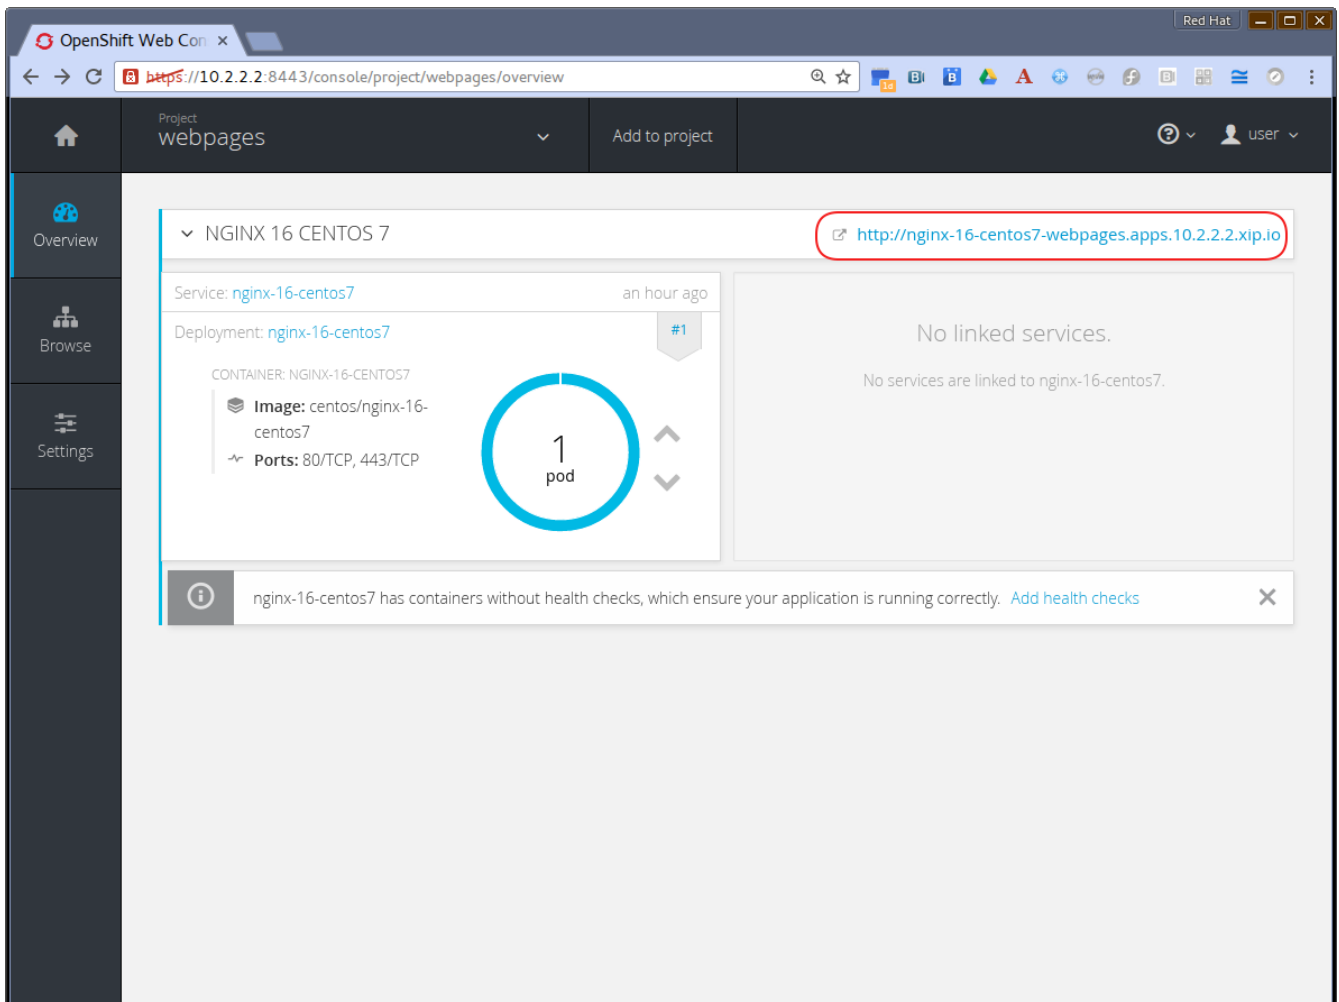 Red Hat
OpenShift Web Con
https://10.2.2.2:8443/console/project/webpages/overview
Project
webpages
Add to project
user
Overview
Browse
Settings
NGINX 16 CENTOS 7
http://nginx-16-centos7-webpages.apps.10.2.2.2.xip.io
Service: nginx-16-centos7
an hour ago
Deployment: nginx-16-centos7
#1
CONTAINER: NGINX-16-CENTOS7
Image: centos/nginx-16-
centos7
Ports: 80/TCP, 443/TCP
1
pod
No linked services.
No services are linked to nginx-16-centos7.
nginx-16-centos7 has containers without health checks, which ensure your application is running correctly. Add health checks